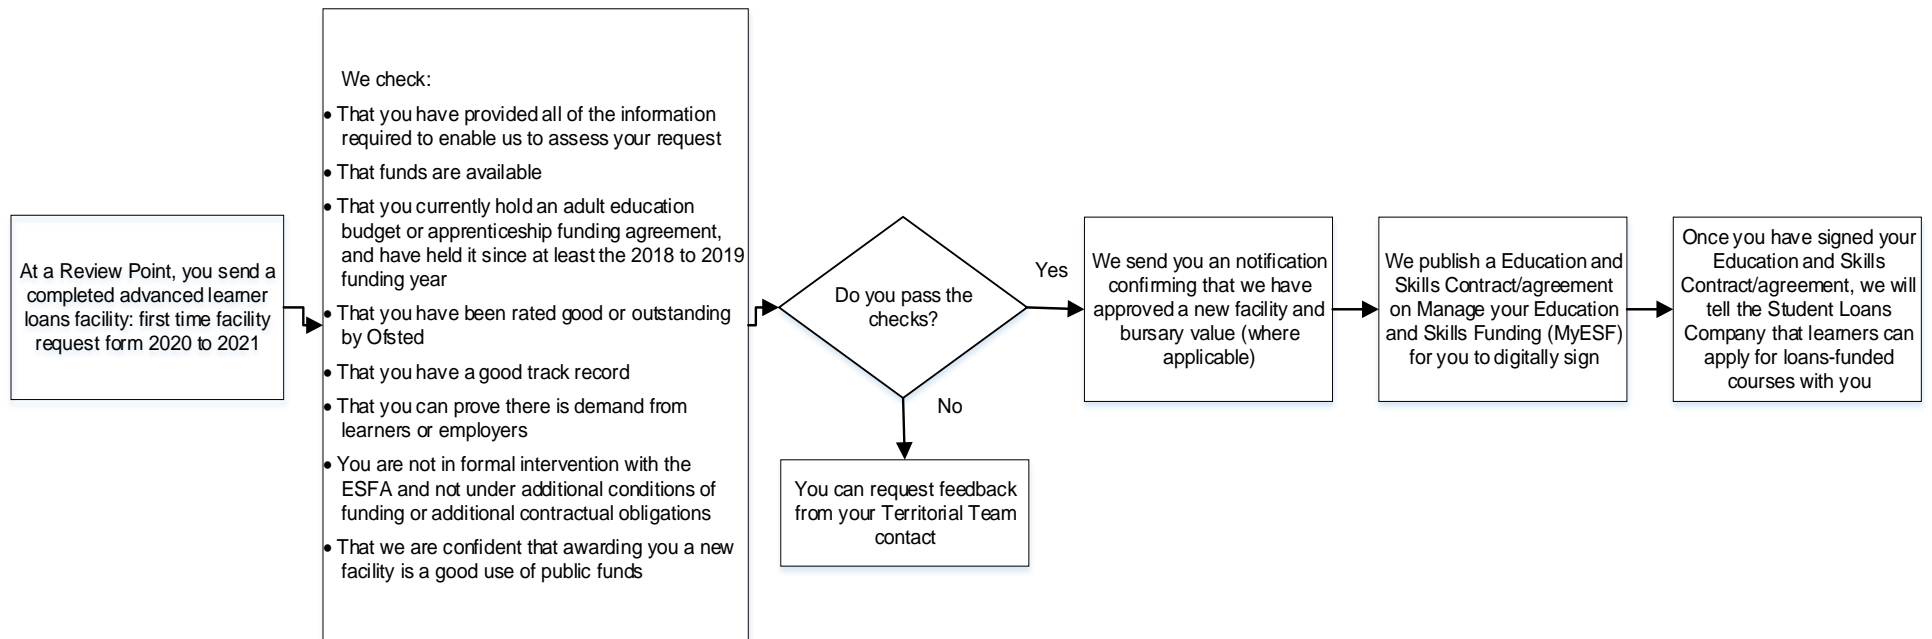 At a Review Point, you send a
completed advanced learner
loans facility: first time facility
request form 2020 to 2021
We check:
• That you have provided all of the information
required to enable us to assess your request
• That funds are available
• That you currently hold an adult education
budget or apprenticeship funding agreement,
and have held it since at least the 2018 to 2019
funding year
• That you have been rated good or outstanding
by Ofsted
• That you have a good track record
• That you can prove there is demand from
learners or employers
• You are not in formal intervention with the
ESFA and not under additional conditions of
funding or additional contractual obligations
• That we are confident that awarding you a new
facility is a good use of public funds
Do you pass the
checks?
Yes
No
You can request feedback
from your Territorial Team
contact
We send you an notification
confirming that we have
approved a new facility and
bursary value (where
applicable)
We publish a Education and
Skills Contract/agreement
on Manage your Education
and Skills Funding (MyESF)
for you to digitally sign
Once you have signed your
Education and Skills
Contract/agreement, we will
tell the Student Loans
Company that learners can
apply for loans-funded
courses with you